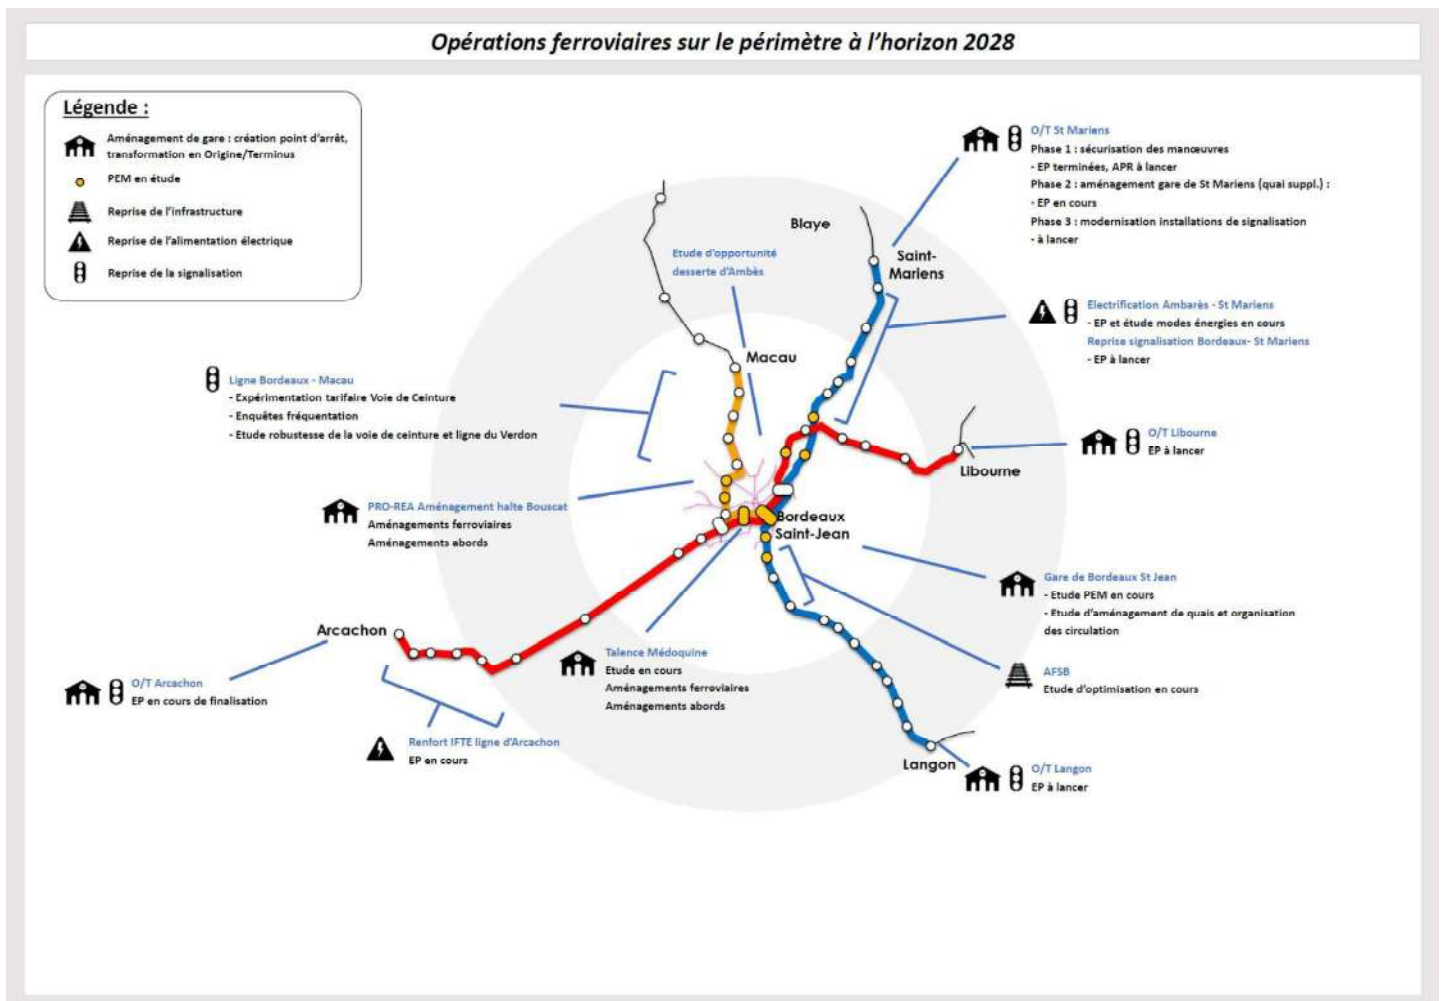 Opérations ferroviaires sur le périmètre à l'horizon 2028
Légende :
Aménagement de gare : création point d'arrêt,
transformation en Origine/Terminus
PEM en étude
Reprise de l'infrastructure
Reprise de l'alimentation électrique
Reprise de la signalisation
O/T St Mariens
Phase 1 : sécurisation des manœuvres
- EP terminées, APR à lancer
Phase 2 : aménagement gare de St Mariens (quai suppl.) :
- EP en cours
Phase 3 : modernisation installations de signalisation
- à lancer
Blaye
Saint-
Mariens
Etude d'opportunité
desserte d'Ambès
Electrification Ambarès - St Mariens
- EP et étude modes énergies en cours
Reprise signalisation Bordeaux- St Mariens
- EP à lancer
Macau
Ligne Bordeaux - Macau
- Expérimentation tarifaire Voie de Ceinture
- Enquêtes fréquentation
- Etude robustesse de la voie de ceinture et ligne du Verdon
O/T Libourne
EP à lancer
Libourne
PRO-REA Aménagement halte Bouscat
Aménagements ferroviaires
Aménagements abords
Bordeaux
Saint-Jean
Gare de Bordeaux St Jean
- Etude PEM en cours
- Etude d'aménagement de quais et organisation
des circulation
Arcachon
O/T Arcachon
EP en cours de finalisation
Talence Médoquine
Etude en cours
Aménagements ferroviaires
Aménagements abords
AFSB
Etude d'optimisation en cours
Renfort IFTE ligne d'Arcachon
EP en cours
Langon
O/T Langon
EP à lancer